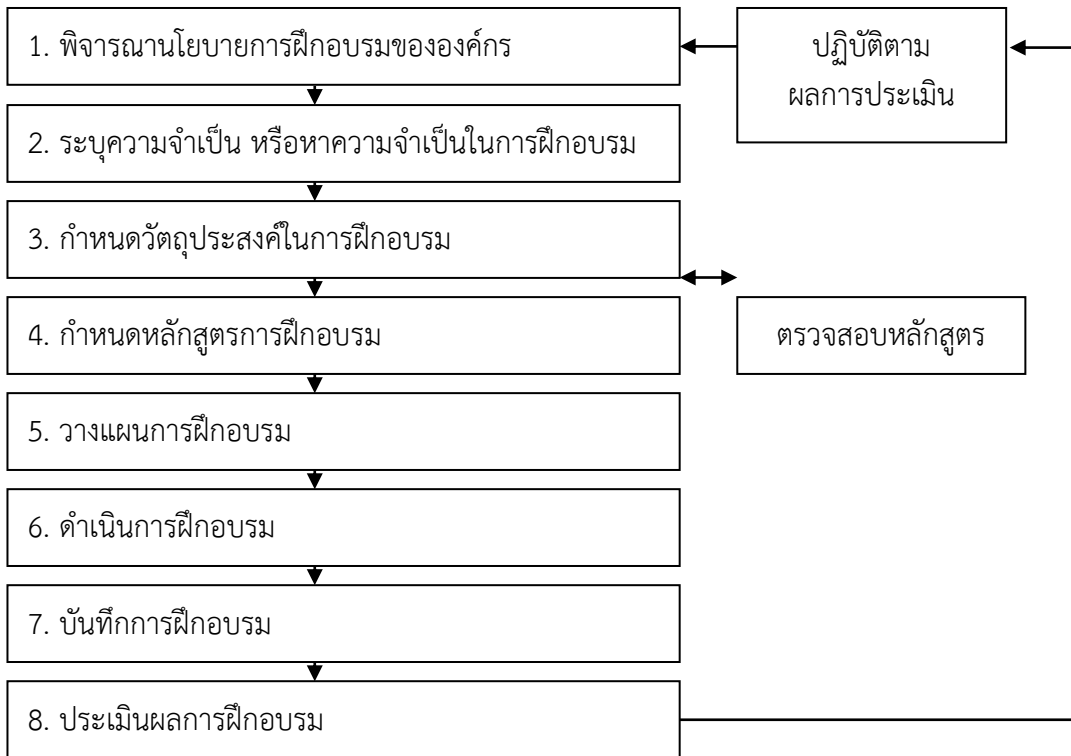 1. พิจารณานโยบายการฝึกอบรมขององค์กร
ปฏิบัติตาม
ผลการประเมิน
2. ระบุความจำเป็น หรือหาความจำเป็นในการฝึกอบรม
3. กำหนดวัตถุประสงค์ในการฝึกอบรม
4. กำหนดหลักสูตรการฝึกอบรม
ตรวจสอบหลักสูตร
5. วางแผนการฝึกอบรม
6. ดำเนินการฝึกอบรม
7. บันทึกการฝึกอบรม
8. ประเมินผลการฝึกอบรม